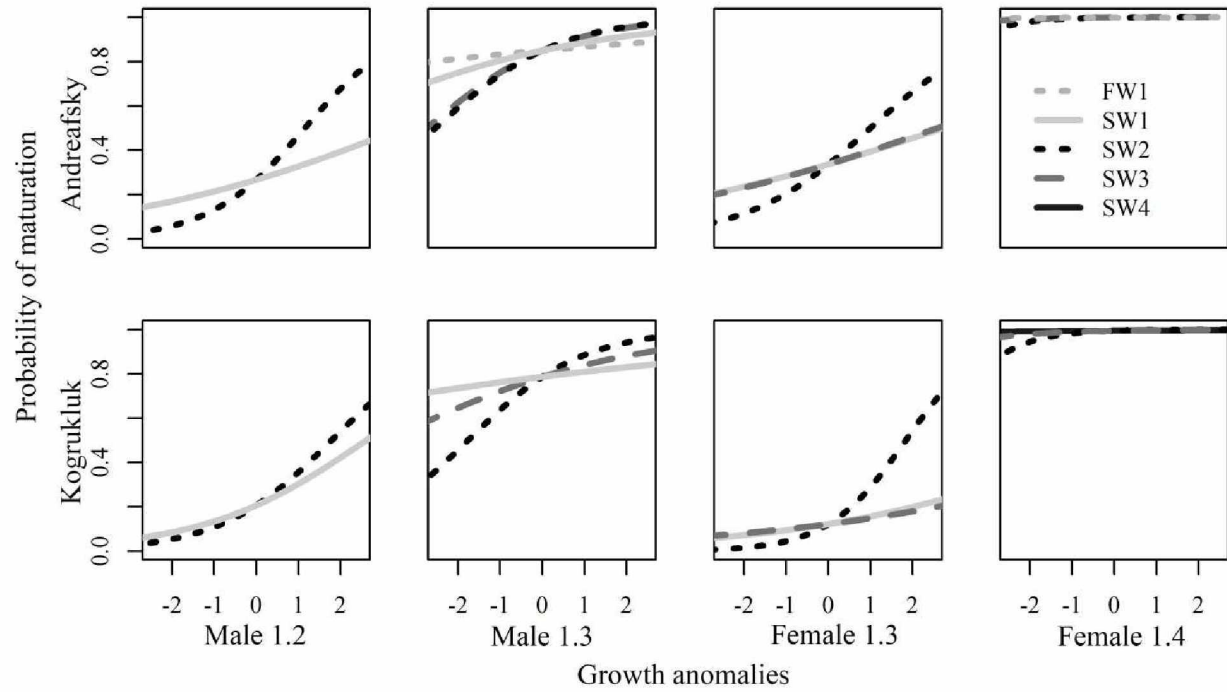 Probability of maturation
Andreafsky
0.0 0.4 0.8
FW1
SW1
SW2
SW3
SW4
Kogrukluk
0.0 0.4 0.8
-2 -1 0 1 2
Male 1.2
-2 -1 0 1 2
Male 1.3
-2 -1 0 1 2
Female 1.3
-2 -1 0 1 2
Female 1.4
Growth anomalies